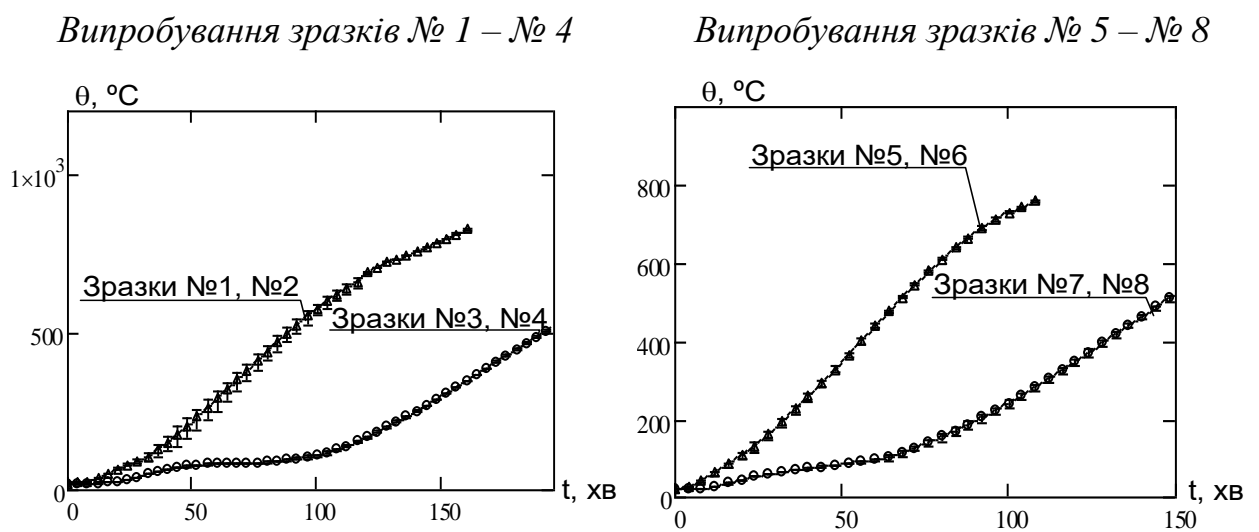 Випробування зразків № 1 – № 4
Випробування зразків № 5 – № 8
θ, ºC
1×10³
500
0
Зразки №1, №2
Зразки №3, №4
0
50
100
150
t, хв
θ, ºC
800
600
400
200
0
Зразки №5, №6
Зразки №7, №8
0
50
100
150
t, хв